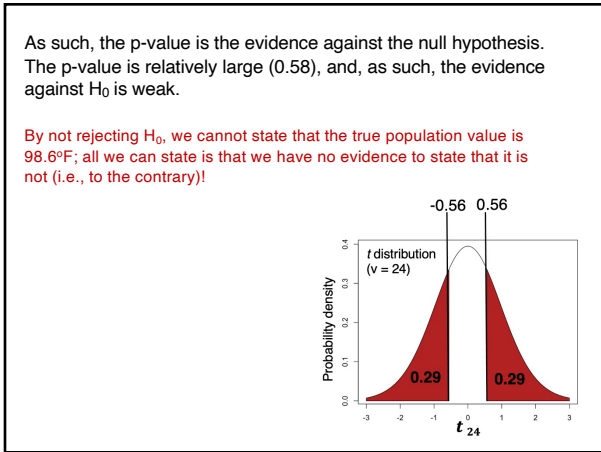 As such, the p-value is the evidence against the null hypothesis.
The p-value is relatively large (0.58), and, as such, the evidence
against H₀ is weak.
By not rejecting H₀, we cannot state that the true population value is
98.6ºF; all we can state is that we have no evidence to state that it is
not (i.e., to the contrary)!
-0.56 0.56
t distribution
(v = 24)
Probability density
0.4
0.3
0.2
0.1
0.0
0.29 0.29
-3 -2 -1 0 1 2 3
t 24